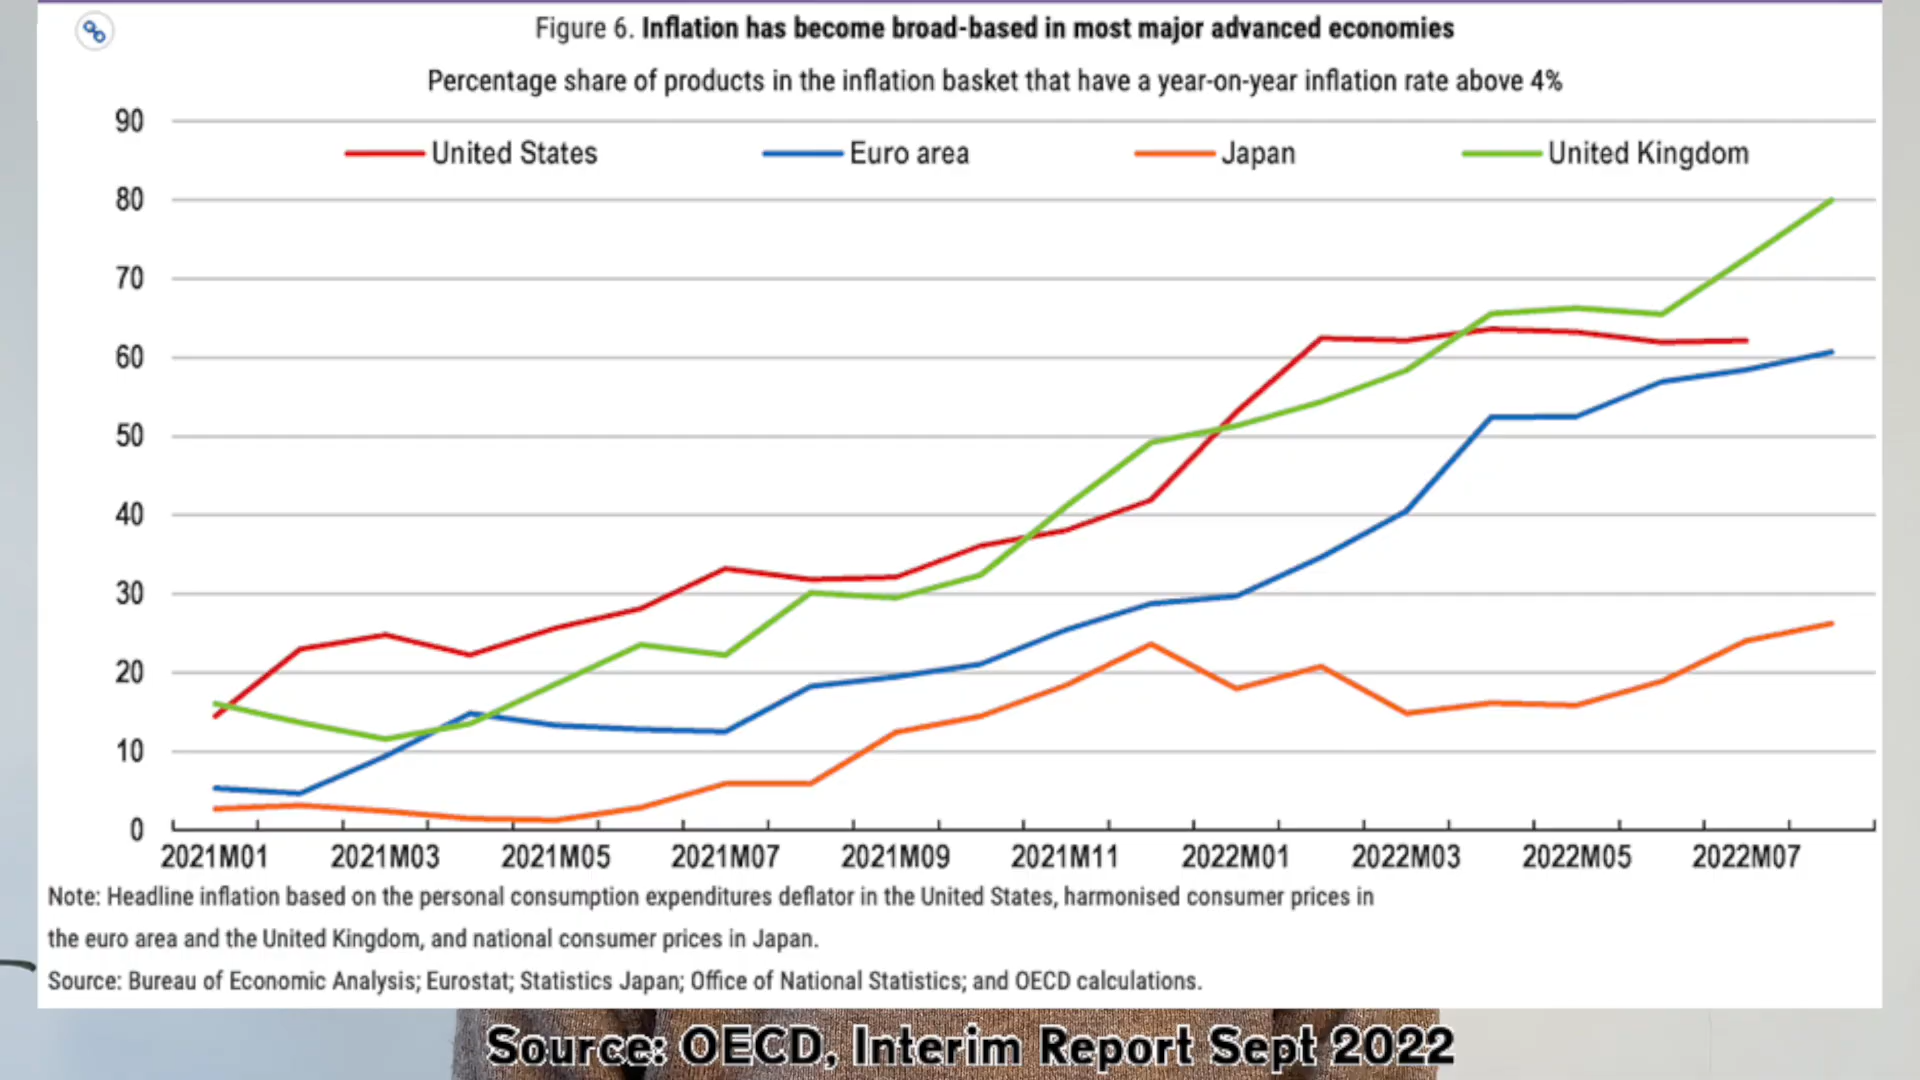 Figure 6. Inflation has become broad-based in most major advanced economies
Percentage share of products in the inflation basket that have a year-on-year inflation rate above 4%
90
United States Euro area Japan United Kingdom
80
70
60
50
40
30
20
10
0
2021M01 2021M03 2021M05 2021M07 2021M09 2021M11 2022M01 2022M03 2022M05 2022M07
Note: Headline inflation based on the personal consumption expenditures deflator in the United States, harmonised consumer prices in
the euro area and the United Kingdom, and national consumer prices in Japan.
Source: Bureau of Economic Analysis; Eurostat; Statistics Japan; Office of National Statistics; and OECD calculations.
Source: OECD, Interim Report Sept 2022